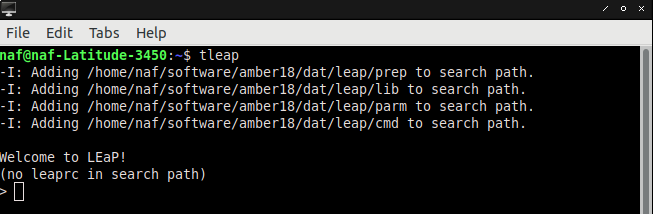 File Edit Tabs Help
naf@naf-Latitude-3450:~$ tleap
-I: Adding /home/naf/software/amber18/dat/leap/prep to search path.
-I: Adding /home/naf/software/amber18/dat/leap/lib to search path.
-I: Adding /home/naf/software/amber18/dat/leap/parm to search path.
-I: Adding /home/naf/software/amber18/dat/leap/cmd to search path.
Welcome to LEaP!
(no leaprc in search path)
>